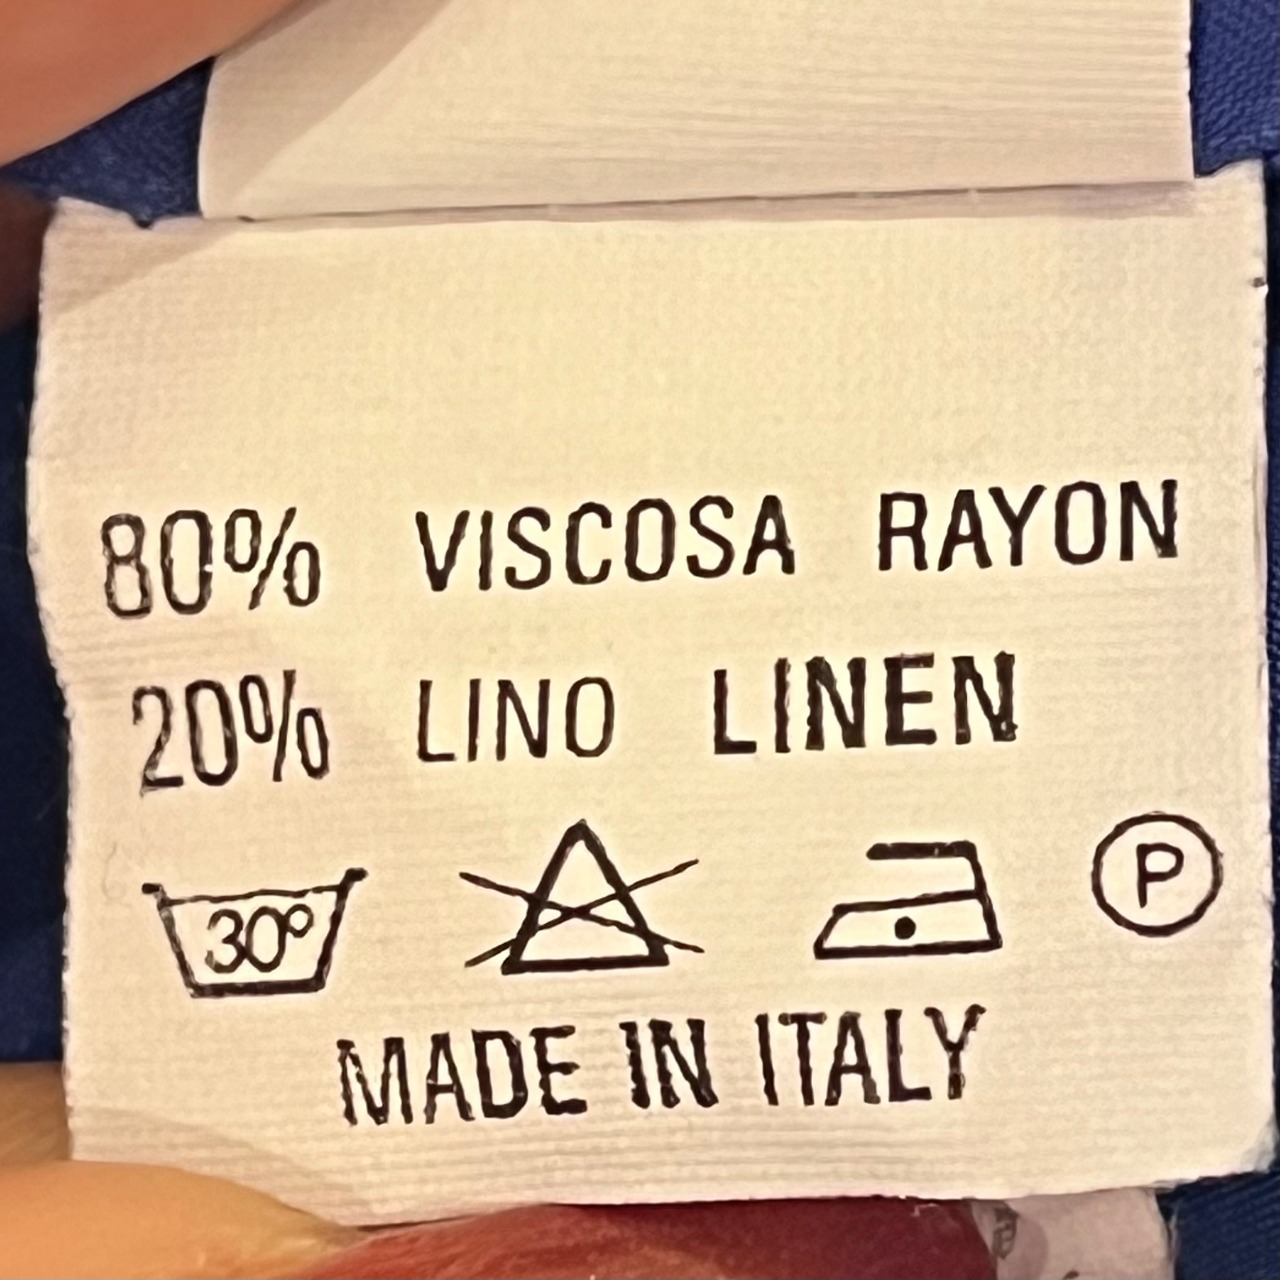 80% VISCOSA RAYON
20% LINO LINEN
30° P
MADE IN ITALY